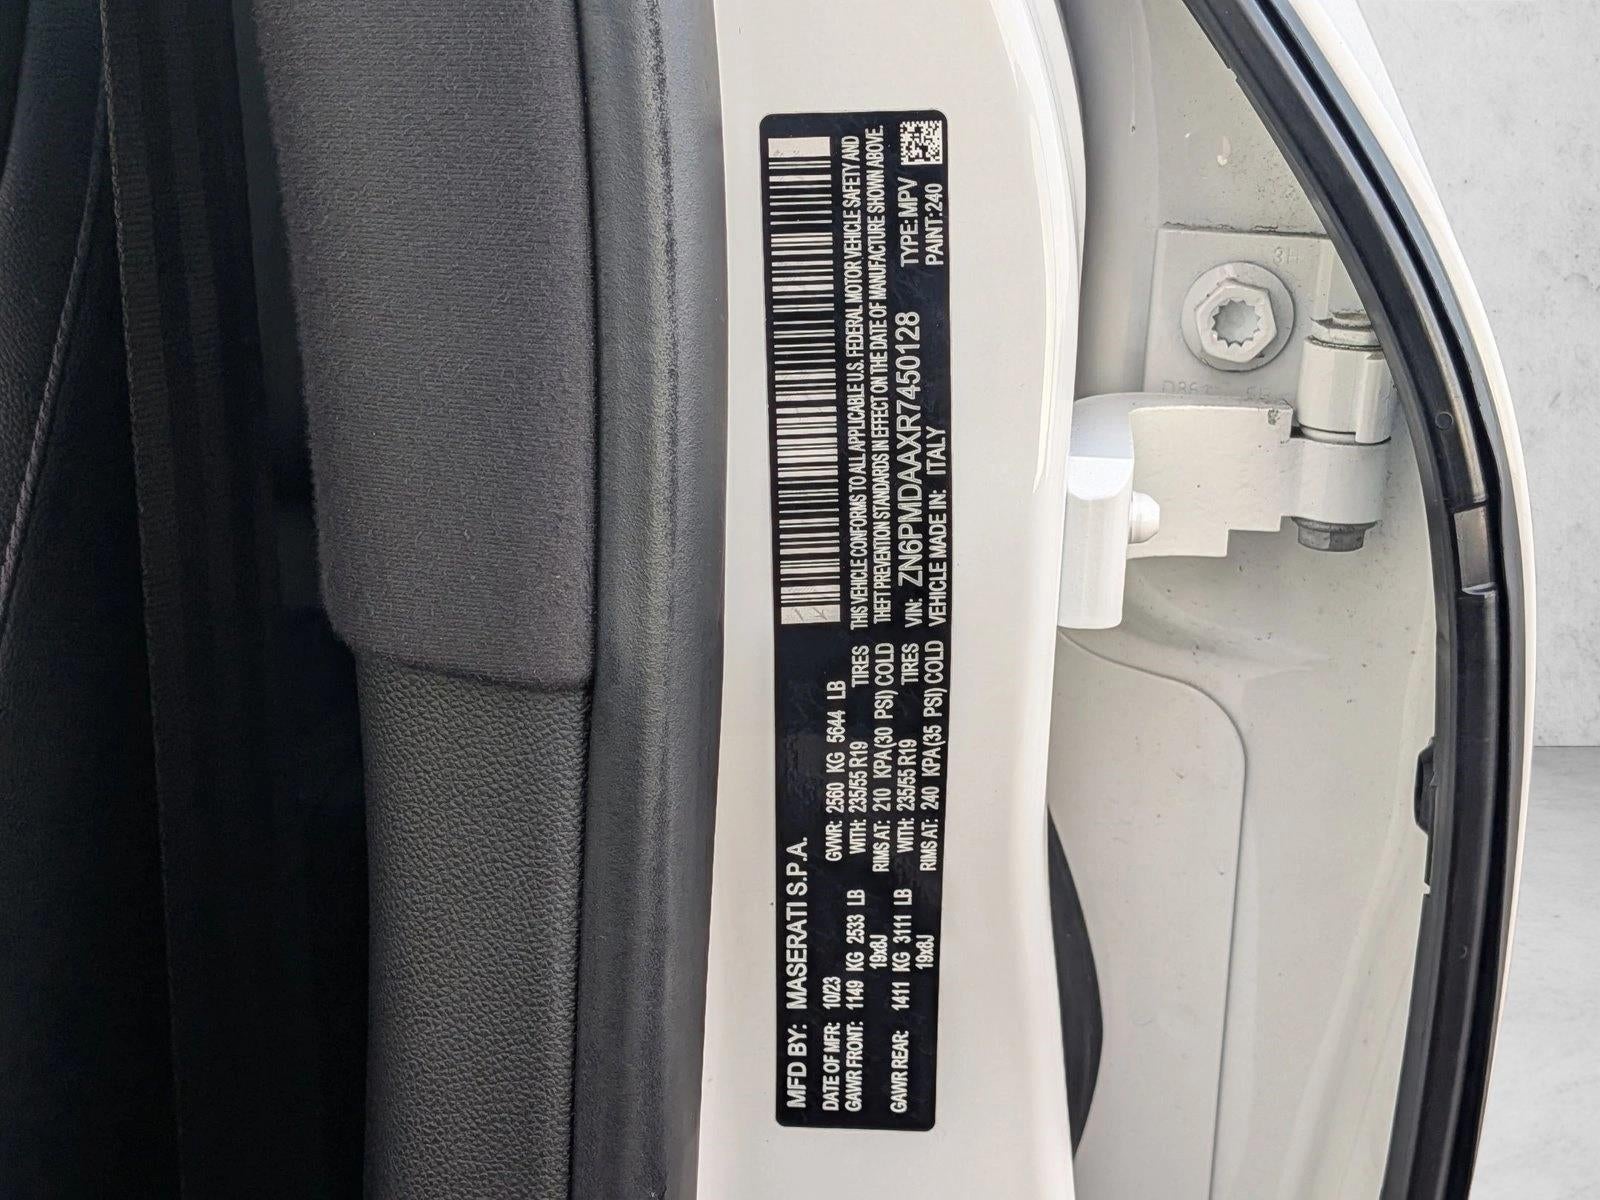 MFD BY: MASERATI S.P.A.
DATE OF MFR: 10/23 GVWR: 2560 KG 5644 LB
GAWR FRONT: 1149 KG 2533 LB WITH: 235/55 R19 TIRES
19x8J RIMS AT: 210 KPA(30 PSI) COLD
GAWR REAR: 1411 KG 3111 LB WITH: 235/55 R19 TIRES
19x8J RIMS AT: 240 KPA(35 PSI) COLD
THIS VEHICLE CONFORMS TO ALL APPLICABLE U.S. FEDERAL MOTOR VEHICLE SAFETY AND
THEFT PREVENTION STANDARDS IN EFFECT ON THE DATE OF MANUFACTURE SHOWN ABOVE.
VIN: ZN6PMDAAXR7450128 TYPE: MPV
VEHICLE MADE IN: ITALY PAINT: 240
3H